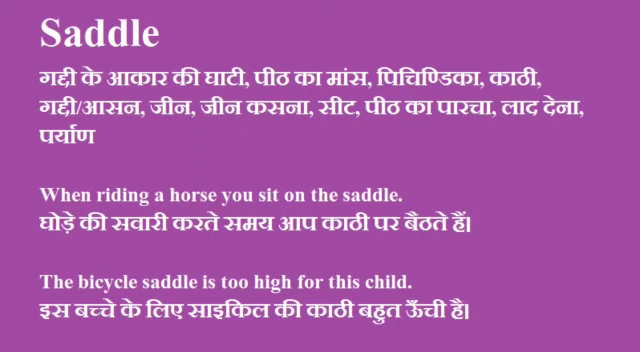 Saddle
गद्दी के आकार की घाटी, पीठ का मांस, पिचिण्डिका, काठी,
गद्दी/आसन, जीन, जीन कसना, सीट, पीठ का पारचा, लाद देना,
पर्याण
When riding a horse you sit on the saddle.
घोड़े की सवारी करते समय आप काठी पर बैठते हैं।
The bicycle saddle is too high for this child.
इस बच्चे के लिए साइकिल की काठी बहुत ऊँची है।